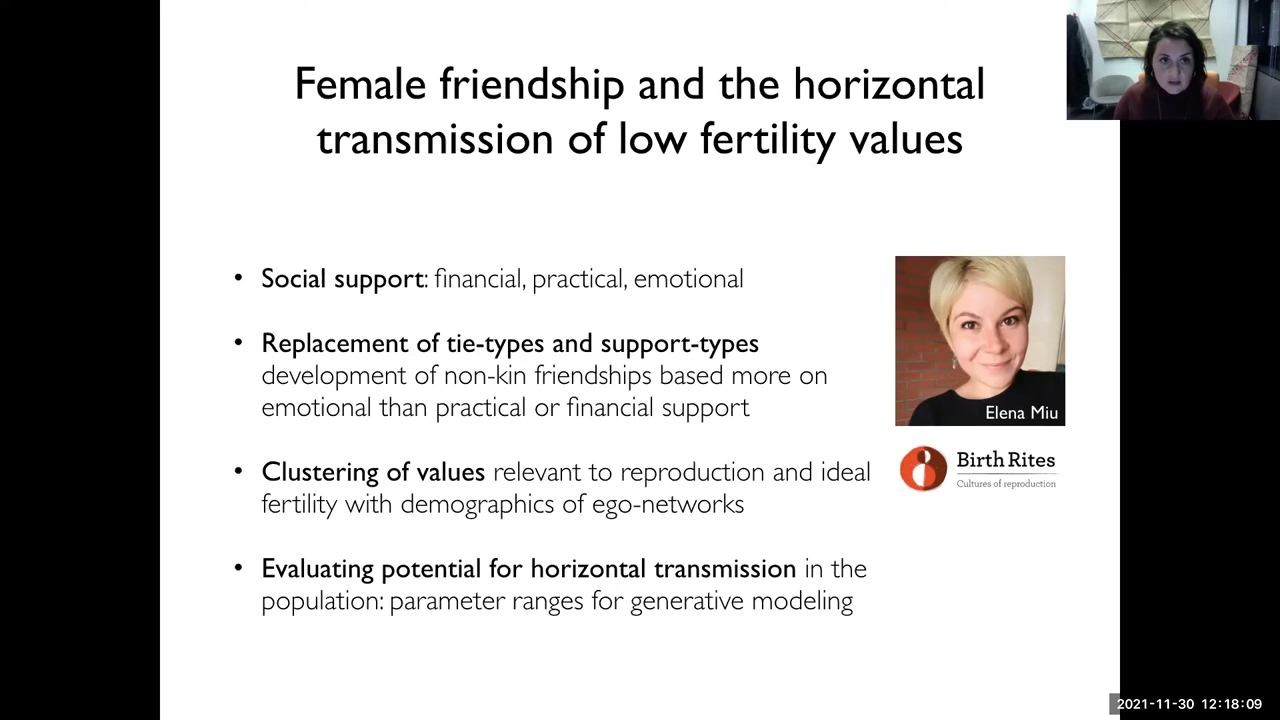 Female friendship and the horizontal
transmission of low fertility values
• Social support: financial, practical, emotional
• Replacement of tie-types and support-types
development of non-kin friendships based more on
emotional than practical or financial support
• Clustering of values relevant to reproduction and ideal
fertility with demographics of ego-networks
• Evaluating potential for horizontal transmission in the
population: parameter ranges for generative modeling
Elena Miu
Birth Rites
Cultures of reproduction
2021-11-30 12:18:09